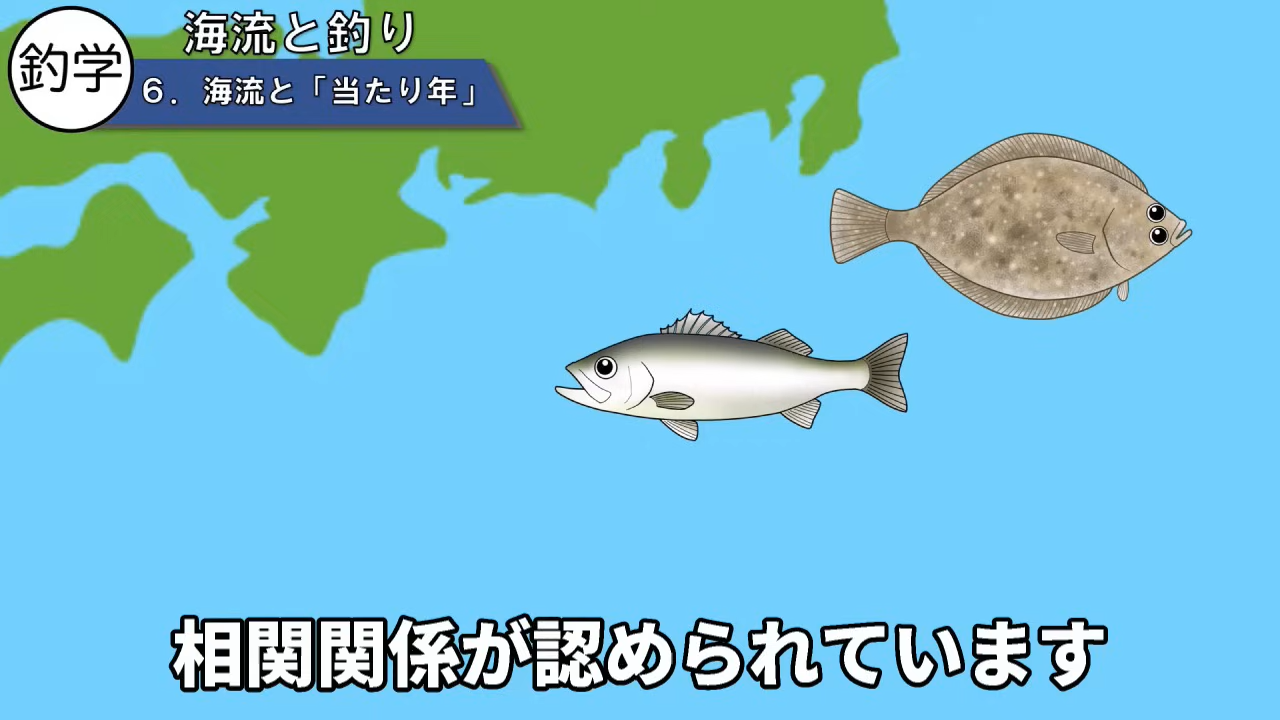 釣学
海流と釣り
６．海流と「当たり年」
相関関係が認められています